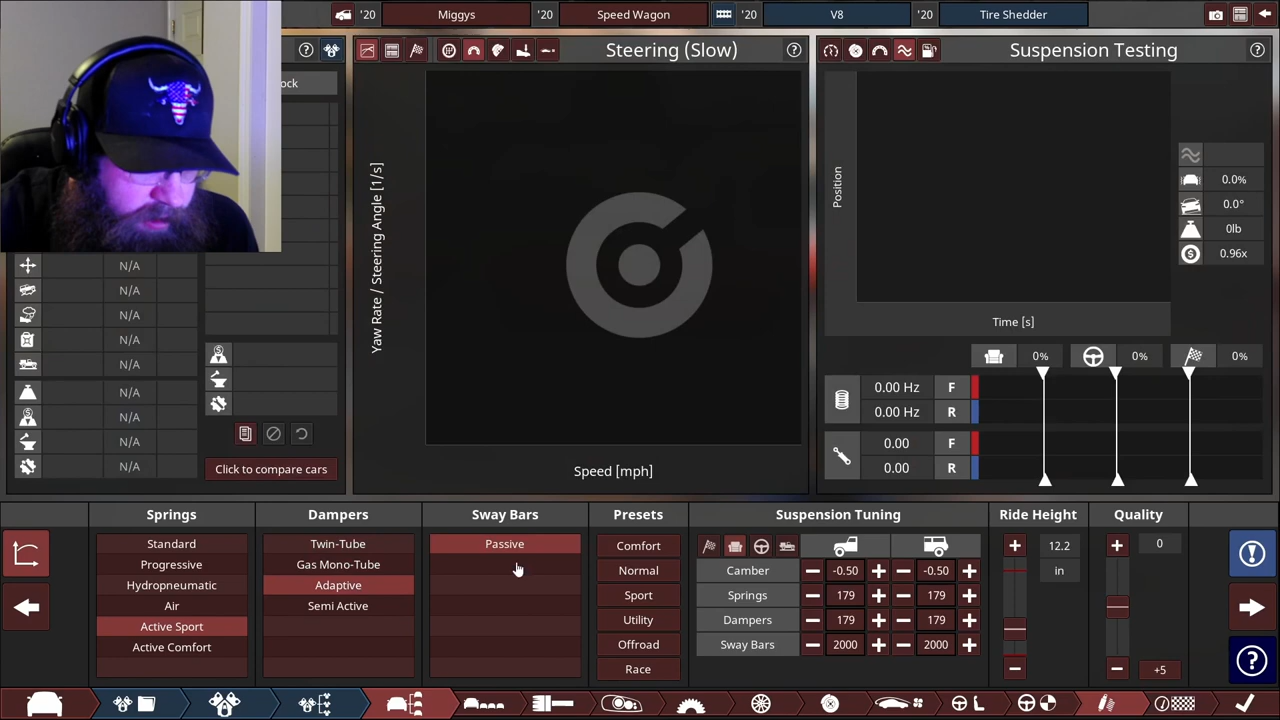 '20 Miggys '20 Speed Wagon '20 V8 '20 Tire Shedder
? Steering (Slow) ? Suspension Testing ?
ock
Yaw Rate / Steering Angle [1/s]
Speed [mph]
Position
Time [s]
0.0%
0.0°
0lb
0.96x
N/A
N/A
N/A
N/A
N/A
N/A
N/A
N/A
N/A
Click to compare cars
0% 0% 0%
0.00 Hz F
0.00 Hz R
0.00 F
0.00 R
Springs
Standard
Progressive
Hydropneumatic
Air
Active Sport
Active Comfort
Dampers
Twin-Tube
Gas Mono-Tube
Adaptive
Semi Active
Sway Bars
Passive
Presets
Comfort
Normal
Sport
Utility
Offroad
Race
Suspension Tuning
Camber -0.50 -0.50
Springs 179 179
Dampers 179 179
Sway Bars 2000 2000
Ride Height
12.2
in
Quality
0
+5
?